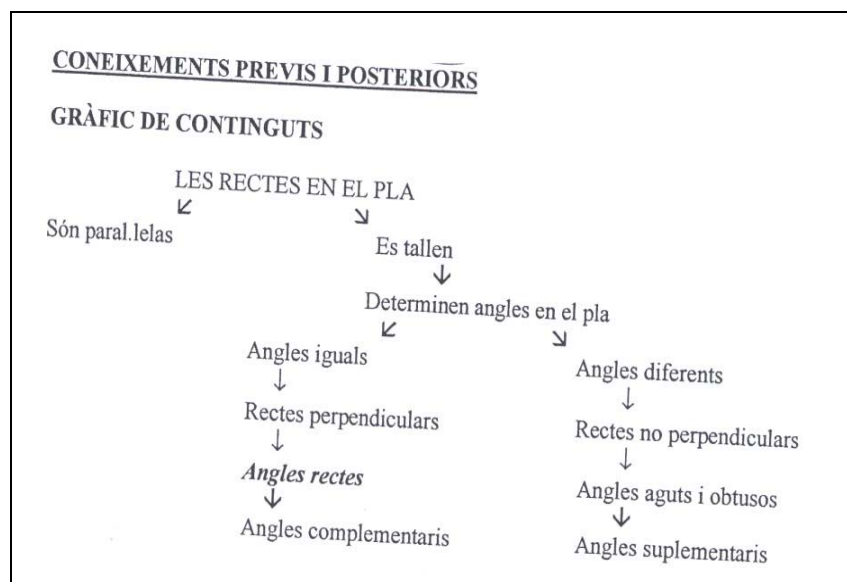 CONEIXEMENTS PREVIS I POSTERIORS
GRÀFIC DE CONTINGUTS
LES RECTES EN EL PLA
Són paral.lelas
Es tallen
Determinen angles en el pla
Angles iguals
Angles diferents
Rectes perpendiculars
Rectes no perpendiculars
Angles rectes
Angles aguts i obtusos
Angles complementaris
Angles suplementaris